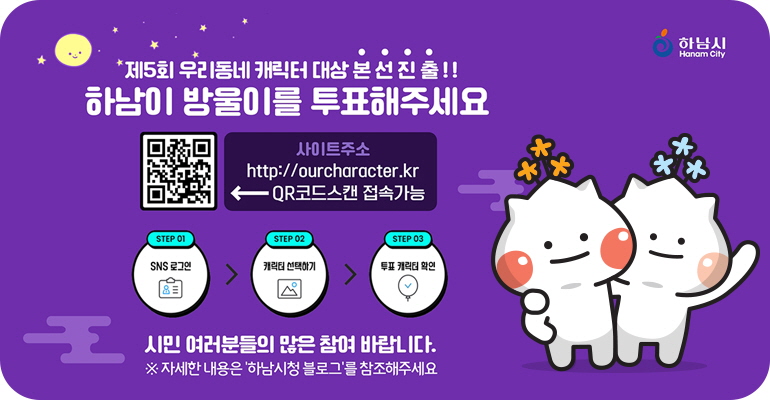 하남시
Hanam City
제5회 우리동네 캐릭터 대상 본 선 진 출!!
하남이 방울이를 투표해주세요
사이트주소
http://ourcharacter.kr
QR코드스캔 접속가능
STEP 01
SNS 로그인
STEP 02
캐릭터 선택하기
STEP 03
투표 캐릭터 확인
시민 여러분들의 많은 참여 바랍니다.
※ 자세한 내용은 '하남시청 블로그'를 참조해주세요